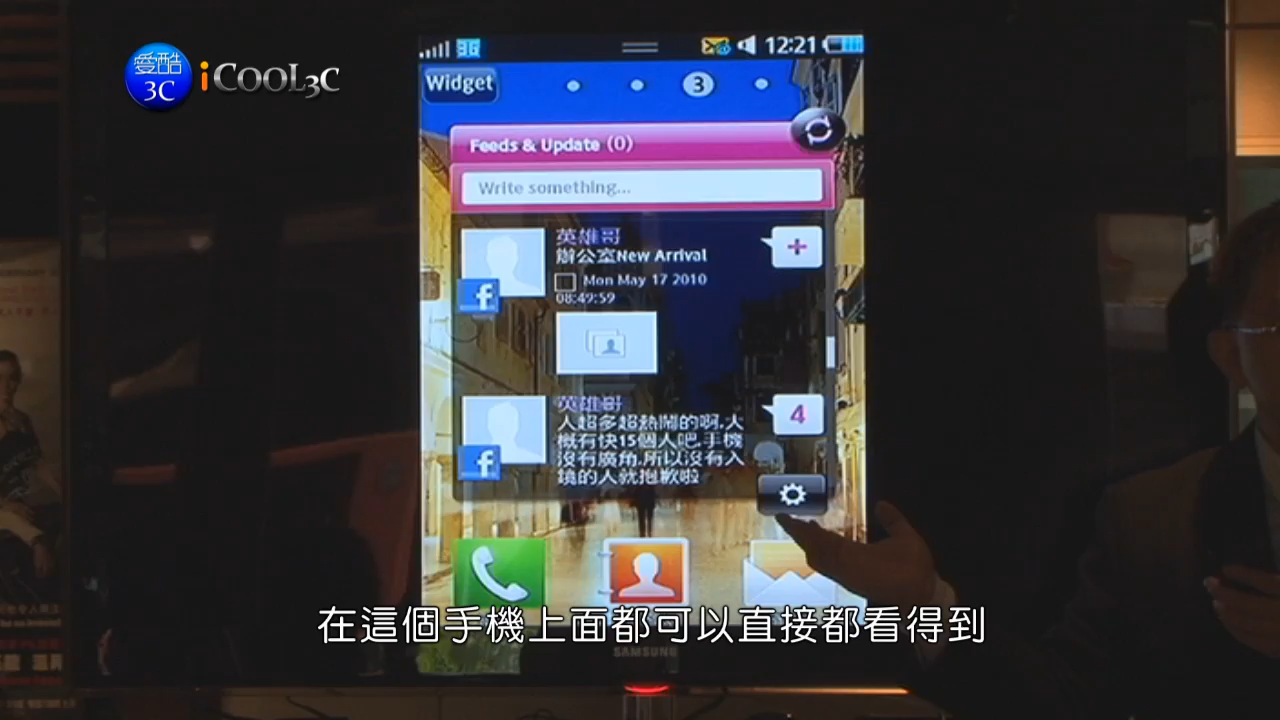 愛酷
3C
iCOOL3C
3G
12:21
Widget
3
Feeds & Update (0)
Write something...
英雄哥
辦公室New Arrival
Mon May 17 2010
08:49:59
+
英雄哥
4
人超多超熱鬧的啊,大
概有快15個人吧,手機
沒有廣角,所以沒有入
鏡的人就抱歉啦
在這個手機上面都可以直接都看得到
SAMSUNG